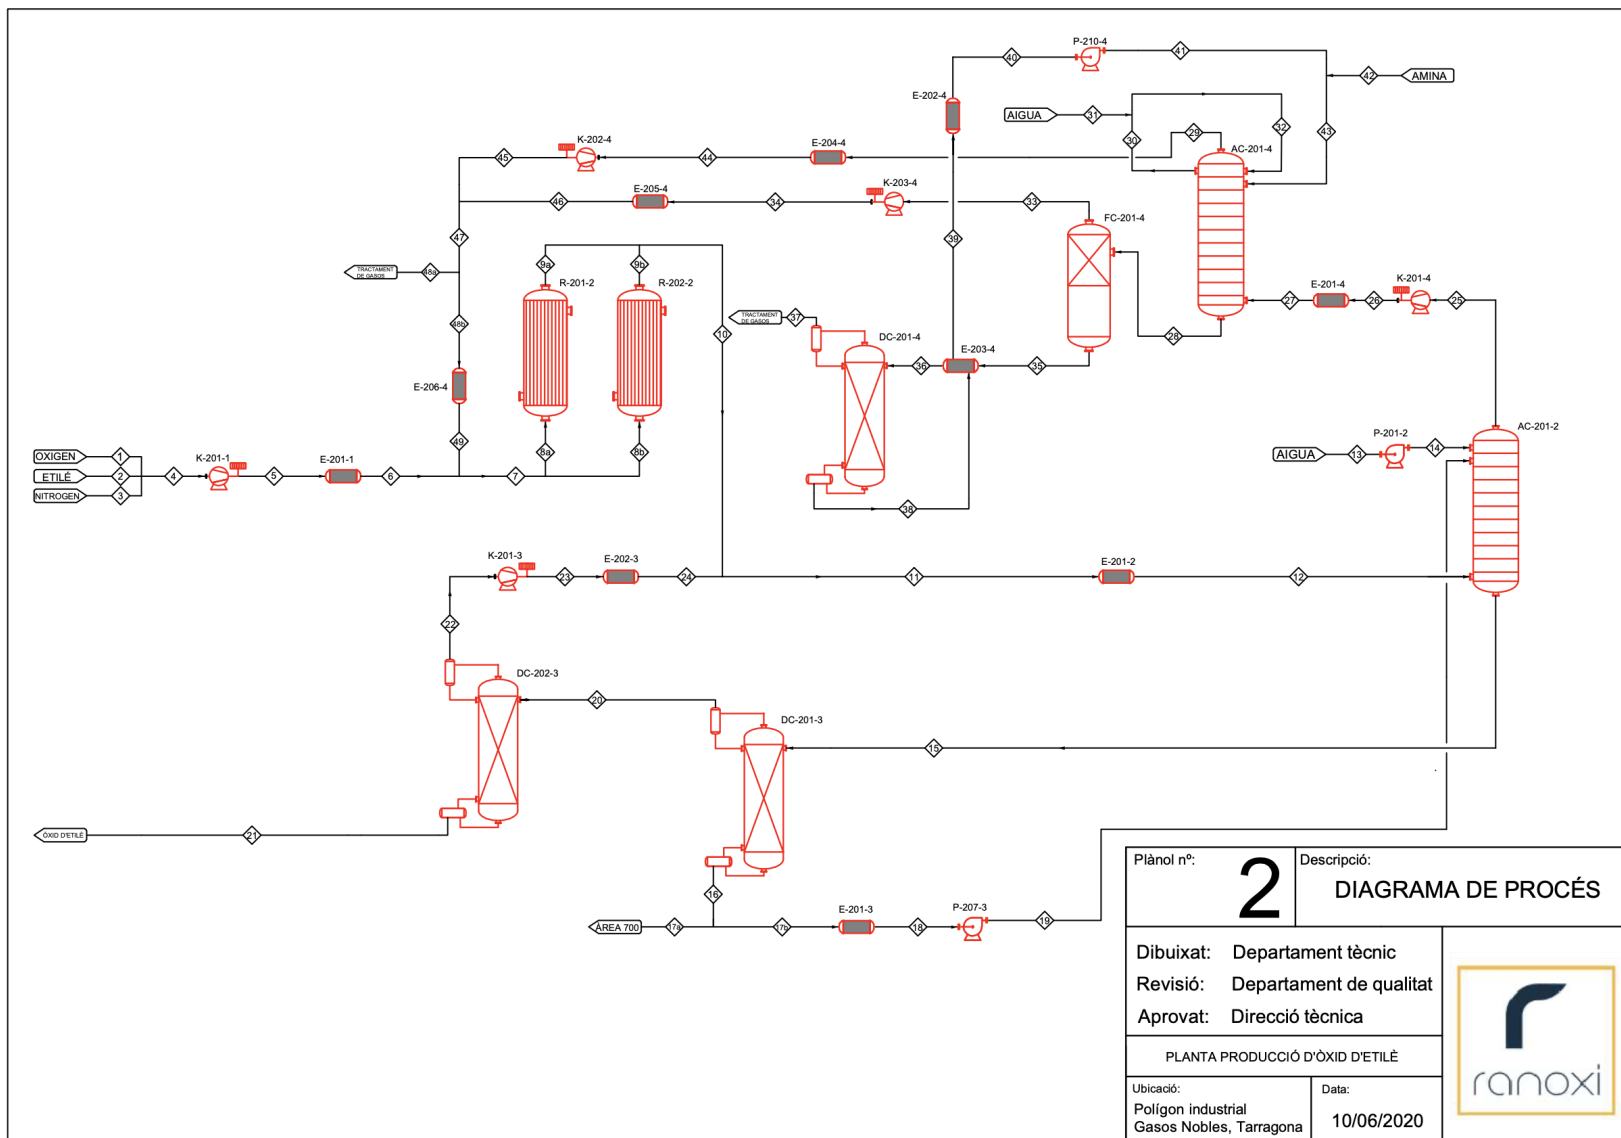 P-210-4
40
41
42
AMINA
E-202-4
AIGUA
31
30
32
43
29
K-202-4
E-204-4
AC-201-4
45
44
E-205-4
K-203-4
46
34
33
FC-201-4
47
39
9a
9b
TRACTAMENT
DE GASOS
48a
R-201-2
R-202-2
K-201-4
E-201-4
27
26
25
TRACTAMENT
DE GASOS
37
48b
10
28
DC-201-4
E-203-4
36
35
E-206-4
49
8a
8b
P-201-2
14
AC-201-2
OXIGEN
1
K-201-1
E-201-1
AIGUA
13
ETILÉ
2
4
5
6
7
NITROGEN
3
38
K-201-3
E-202-3
E-201-2
23
24
11
12
22
DC-202-3
20
DC-201-3
15
ÒXID D'ETILÈ
21
16
ÀREA 700
17a
17b
E-201-3
18
P-207-3
19
Plànol nº:
2
Descripció:
DIAGRAMA DE PROCÉS
Dibuixat: Departament tècnic
Revisió: Departament de qualitat
Aprovat: Direcció tècnica
PLANTA PRODUCCIÓ D'ÒXID D'ETILÈ
Ubicació:
Polígon industrial
Gasos Nobles, Tarragona
Data:
10/06/2020
ranoxi